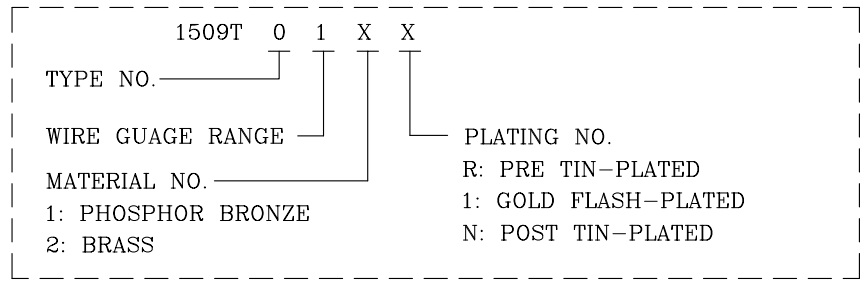 1509T 0 1 X X
TYPE NO.
WIRE GUAGE RANGE
MATERIAL NO.
1: PHOSPHOR BRONZE
2: BRASS
PLATING NO.
R: PRE TIN-PLATED
1: GOLD FLASH-PLATED
N: POST TIN-PLATED